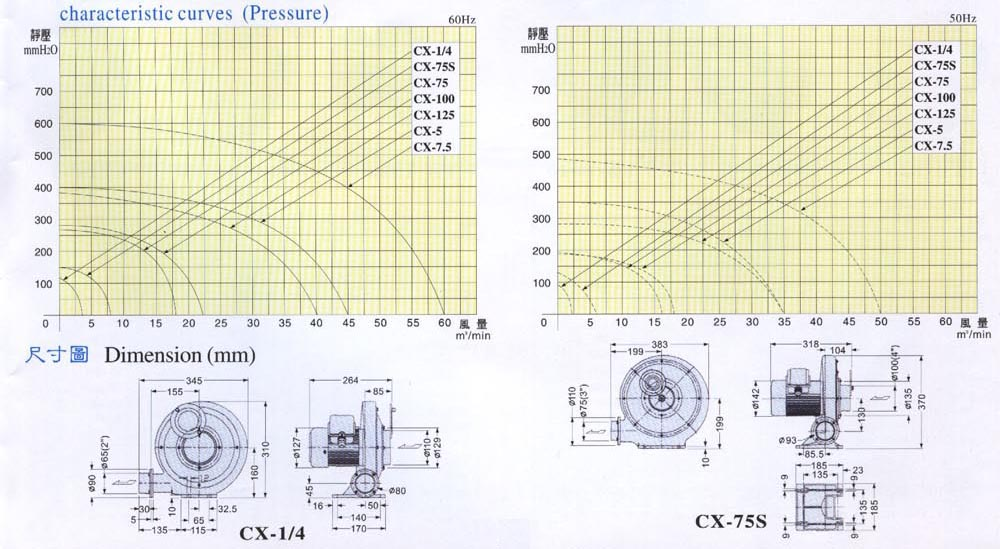 characteristic curves (Pressure)
60Hz
靜壓
mmH2O
700
600
500
400
300
200
100
0 5 10 15 20 25 30 35 40 45 50 55 60 風 量
m³/min
CX-1/4
CX-75S
CX-75
CX-100
CX-125
CX-5
CX-7.5
50Hz
靜壓
mmH2O
700
600
500
400
300
200
100
0 5 10 15 20 25 30 35 40 45 50 55 60 風 量
m³/min
CX-1/4
CX-75S
CX-75
CX-100
CX-125
CX-5
CX-7.5
尺寸圖 Dimension (mm)
345
155
Ø65(2")
Ø90
310
160
30
5
10
32.5
65
135
115
264
85
Ø127
Ø110
Ø129
45
Ø80
16
50
140
170
CX-1/4
383
199
Ø110
Ø75(3")
199
10
318
104
Ø100(4")
Ø142
Ø135
370
130
Ø93
85.5
185
135
23
9
9
135
185
9
9
CX-75S